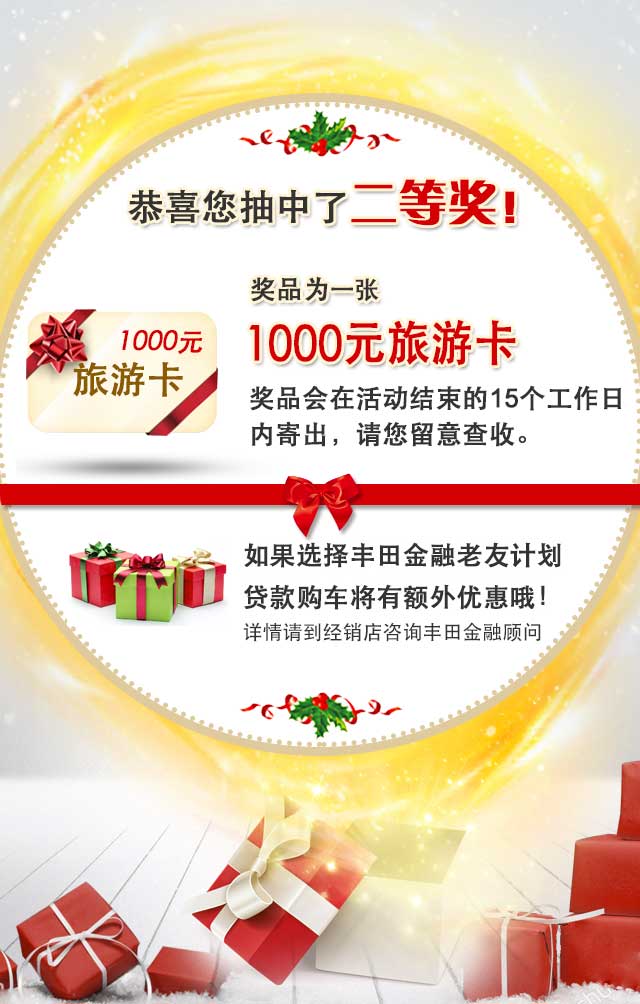 恭喜您抽中了二等奖!
奖品为一张
1000元旅游卡
1000元
旅游卡
奖品会在活动结束的15个工作日
内寄出，请您留意查收。
如果选择丰田金融老友计划
贷款购车将有额外优惠哦!
详情请到经销店咨询丰田金融顾问